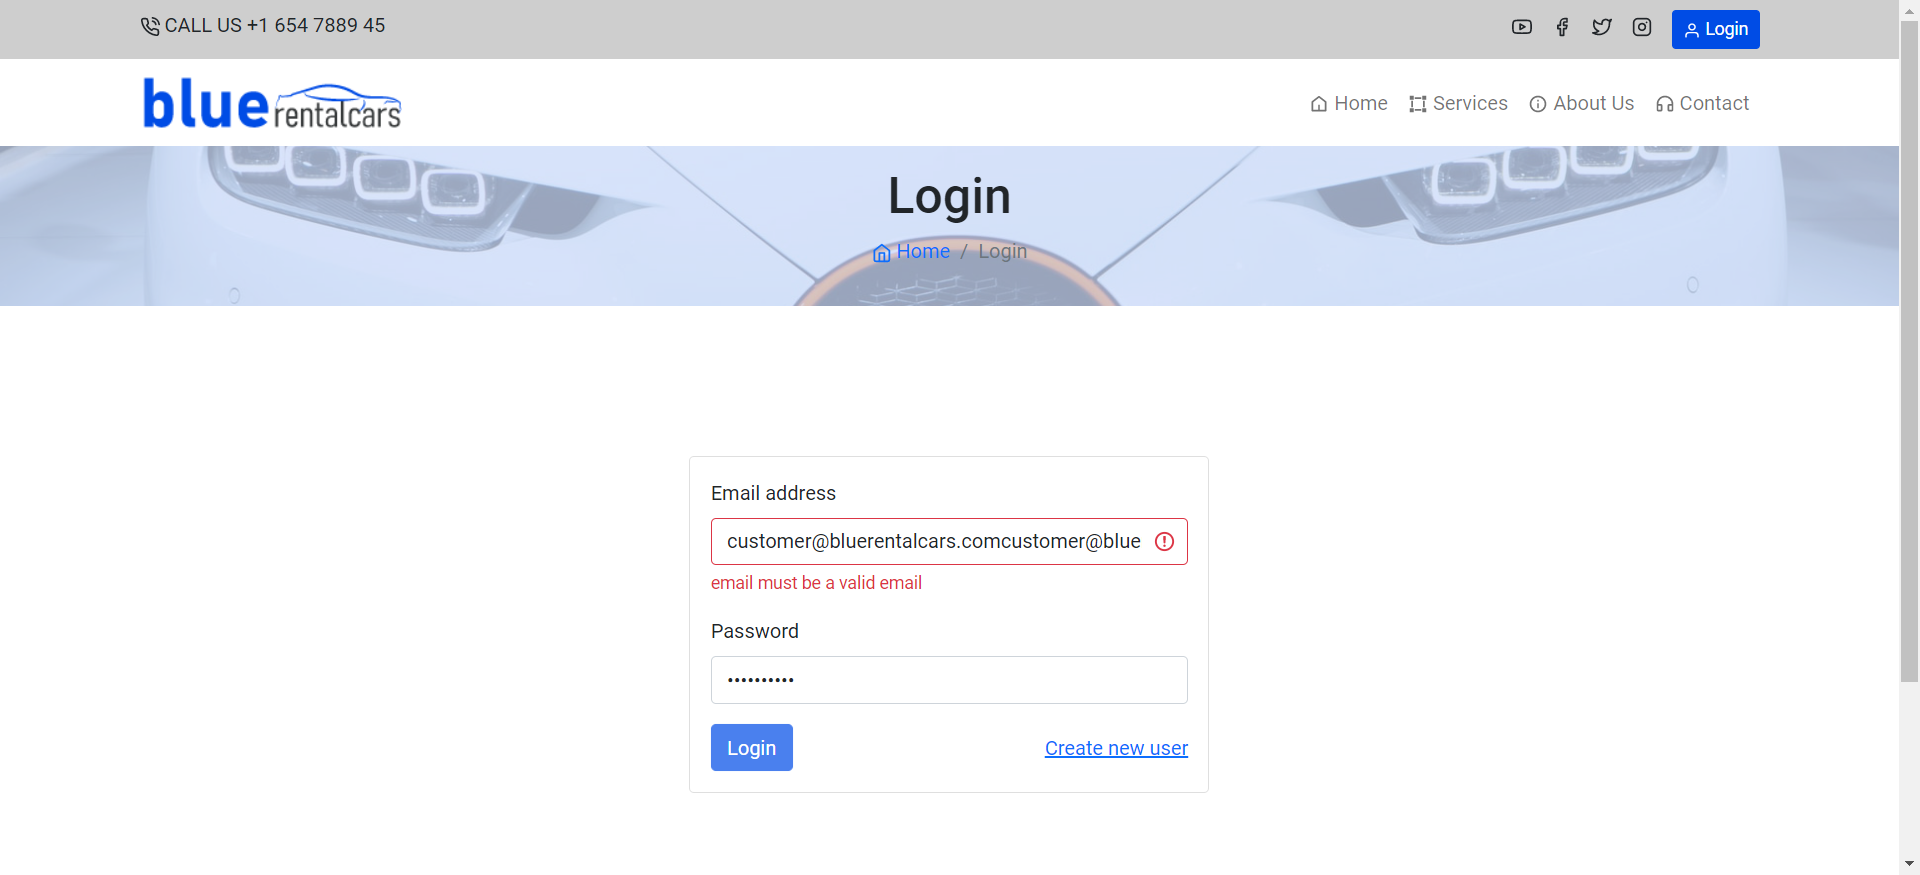 CALL US +1 654 7889 45
Login
blue rentalcars
Home
Services
About Us
Contact
Login
Home / Login
Email address
customer@bluerentalcars.comcustomer@blue
email must be a valid email
Password
••••••••••
Login
Create new user